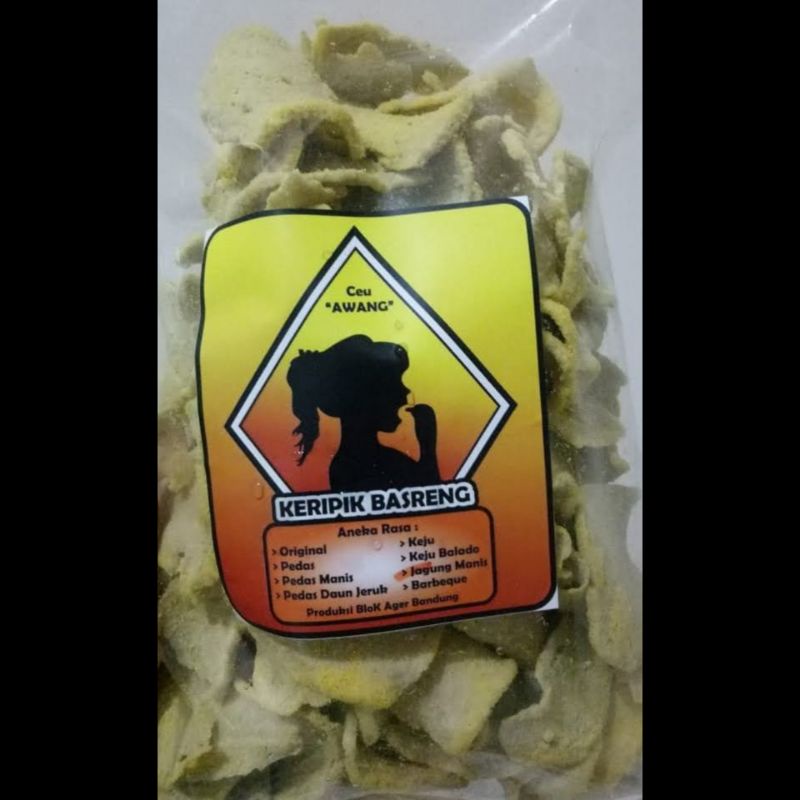 Ceu
"AWANG"
KERIPIK BASRENG
Aneka Rasa :
> Original
> Pedas
> Pedas Manis
> Pedas Daun Jeruk
> Keju
> Keju Balado
> Jagung Manis
> Barbeque
Produksi BloK Ager Bandung